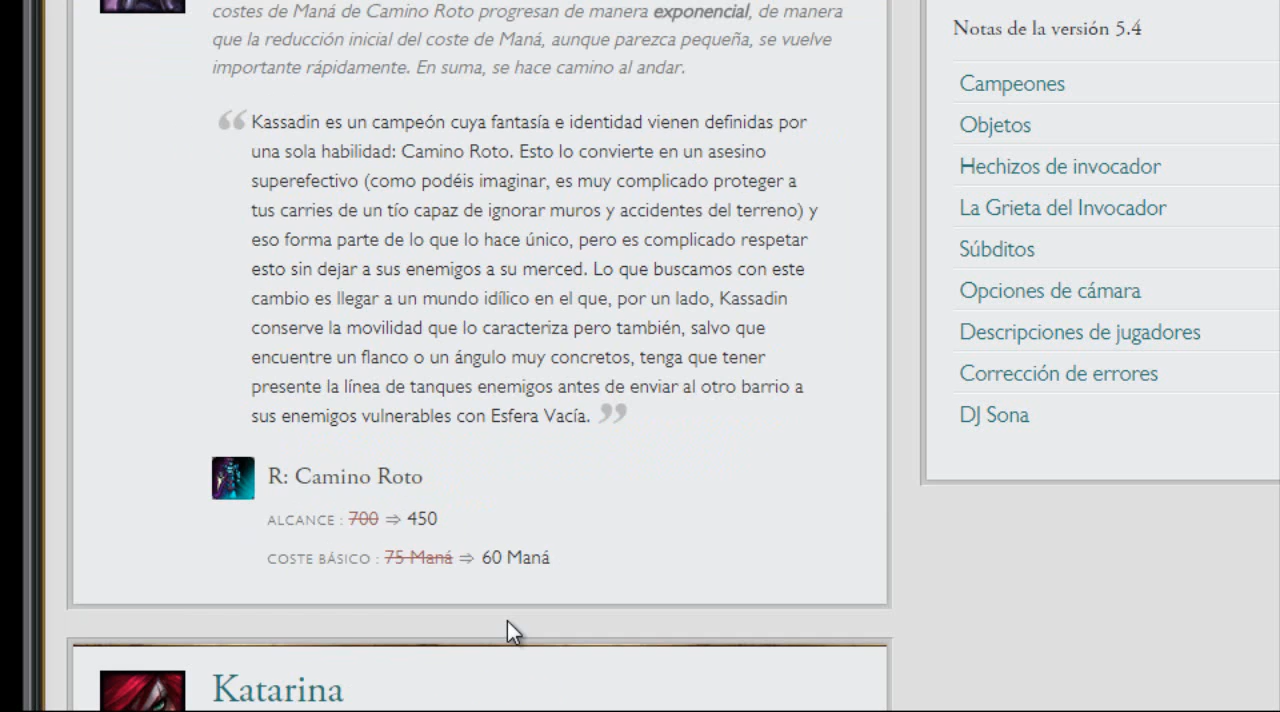 costes de Maná de Camino Roto progresan de manera exponencial, de manera
que la reducción inicial del coste de Maná, aunque parezca pequeña, se vuelve
importante rápidamente. En suma, se hace camino al andar.
“ Kassadin es un campeón cuya fantasía e identidad vienen definidas por
una sola habilidad: Camino Roto. Esto lo convierte en un asesino
superefectivo (como podéis imaginar, es muy complicado proteger a
tus carries de un tío capaz de ignorar muros y accidentes del terreno) y
eso forma parte de lo que lo hace único, pero es complicado respetar
esto sin dejar a sus enemigos a su merced. Lo que buscamos con este
cambio es llegar a un mundo idílico en el que, por un lado, Kassadin
conserve la movilidad que lo caracteriza pero también, salvo que
encuentre un flanco o un ángulo muy concretos, tenga que tener
presente la línea de tanques enemigos antes de enviar al otro barrio a
sus enemigos vulnerables con Esfera Vacía. ”
R: Camino Roto
ALCANCE : 700 ⇒ 450
COSTE BÁSICO : 75 Maná ⇒ 60 Maná
Katarina
Notas de la versión 5.4
Campeones
Objetos
Hechizos de invocador
La Grieta del Invocador
Súbditos
Opciones de cámara
Descripciones de jugadores
Corrección de errores
DJ Sona